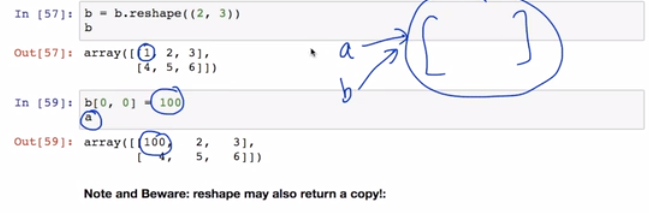 In [57]: b = b.reshape((2, 3))
b
Out[57]: array([[1, 2, 3],
[4, 5, 6]])
a
b
[ ]
In [59]: b[0, 0] = 100
a
Out[59]: array([[100, 2, 3],
[ 4, 5, 6]])
Note and Beware: reshape may also return a copy!: